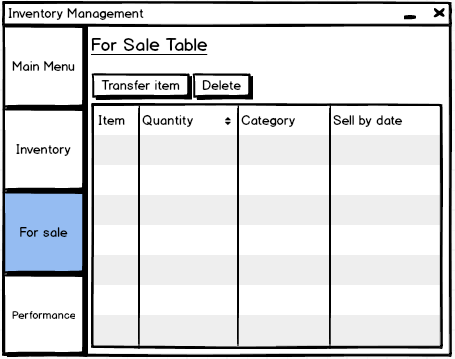 Inventory Management
Main Menu
Inventory
For sale
Performance
For Sale Table
Transfer item Delete
Item Quantity Category Sell by date